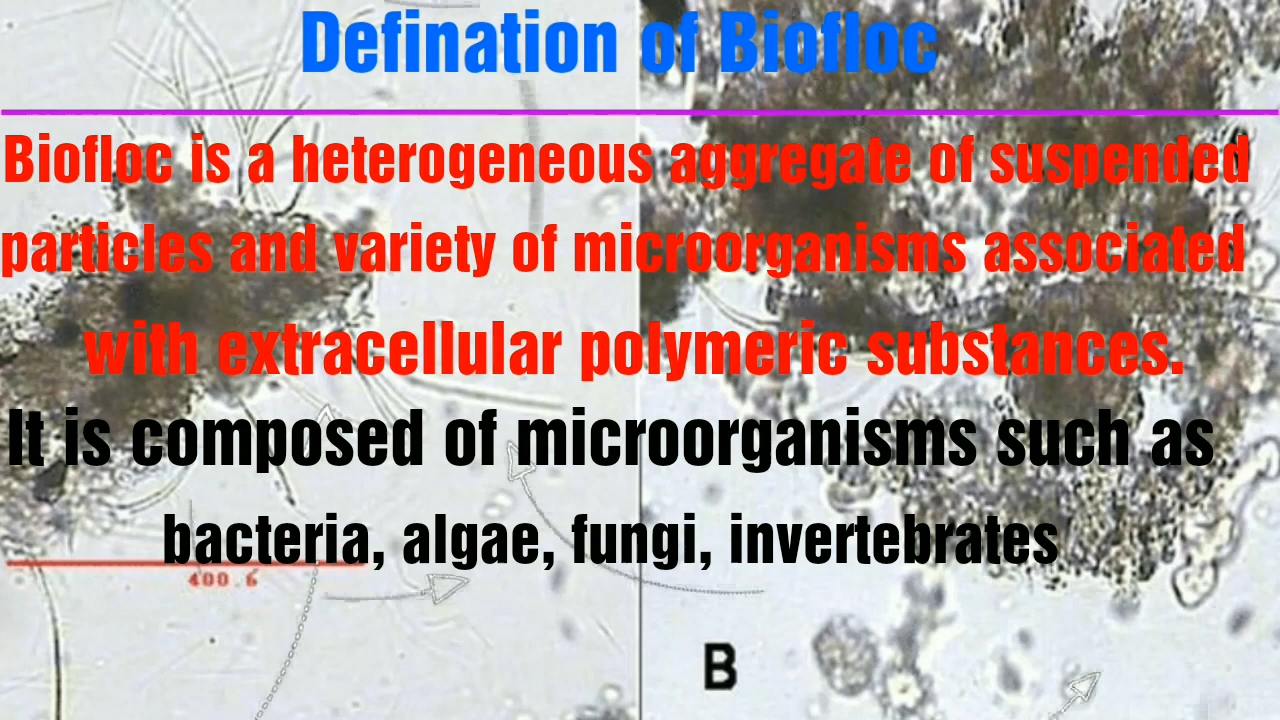 Defination of Biofloc
Biofloc is a heterogeneous aggregate of suspended
particles and variety of microorganisms associated
with extracellular polymeric substances.
It is composed of microorganisms such as
bacteria, algae, fungi, invertebrates
400.6
B